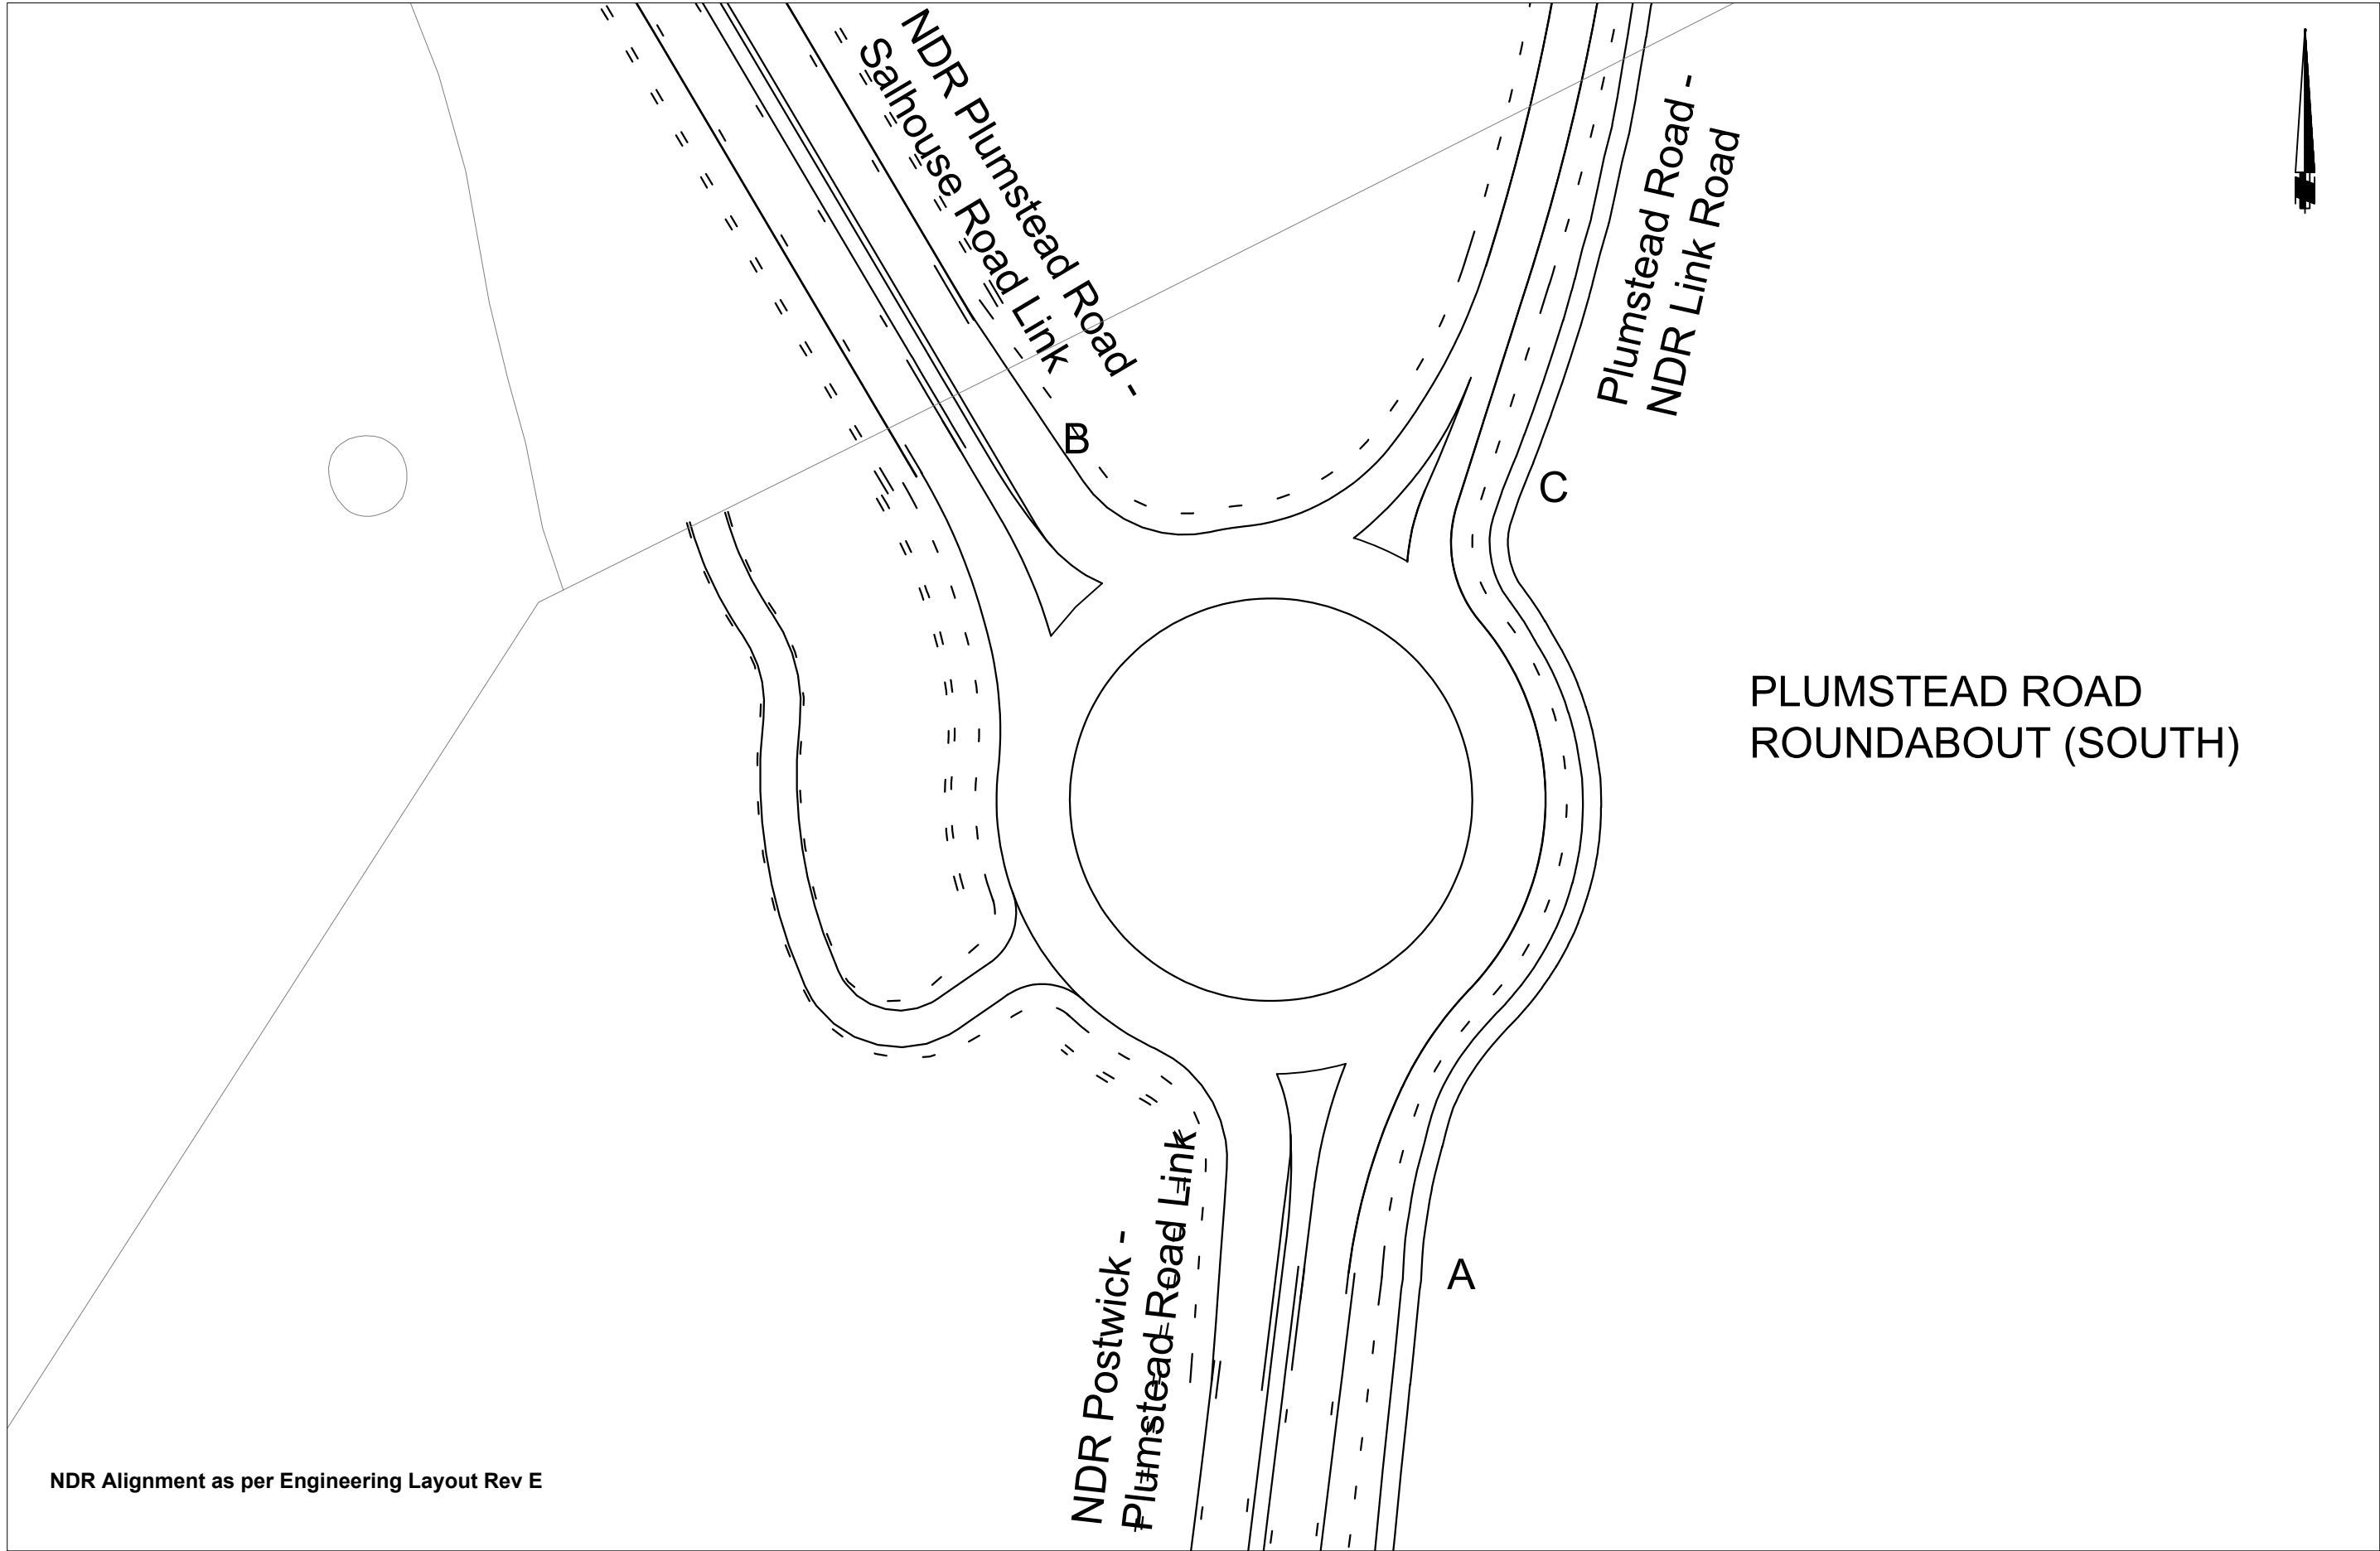 NDR Plumstead Road -
Salhouse Road Link
Plumstead Road -
NDR Link Road
B
C
PLUMSTEAD ROAD
ROUNDABOUT (SOUTH)
NDR Postwick -
Plumstead Road Link
A
NDR Alignment as per Engineering Layout Rev E